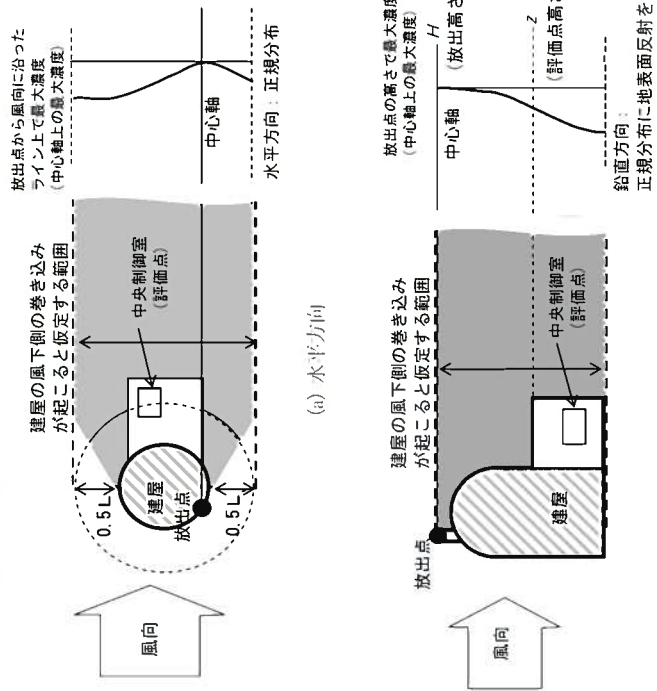 建屋の風下側の巻き込み
が起こると仮定する範囲
放出点から風向に沿った
ライン上で最大濃度
(中心軸上の最大濃度)
0.5L
中央制御室
(評価点)
風向
建屋
放出点
0.5L
中心軸
水平方向：正規分布
(a) 水平方向
建屋の風下側の巻き込み
が起こると仮定する範囲
放出点の高さで最大濃度
(中心軸上の最大濃度)
放出点
H
(放出高さ
中心軸
z
(評価点高さ
中央制御室
(評価点)
風向
建屋
鉛直方向：
正規分布に地表面反射を